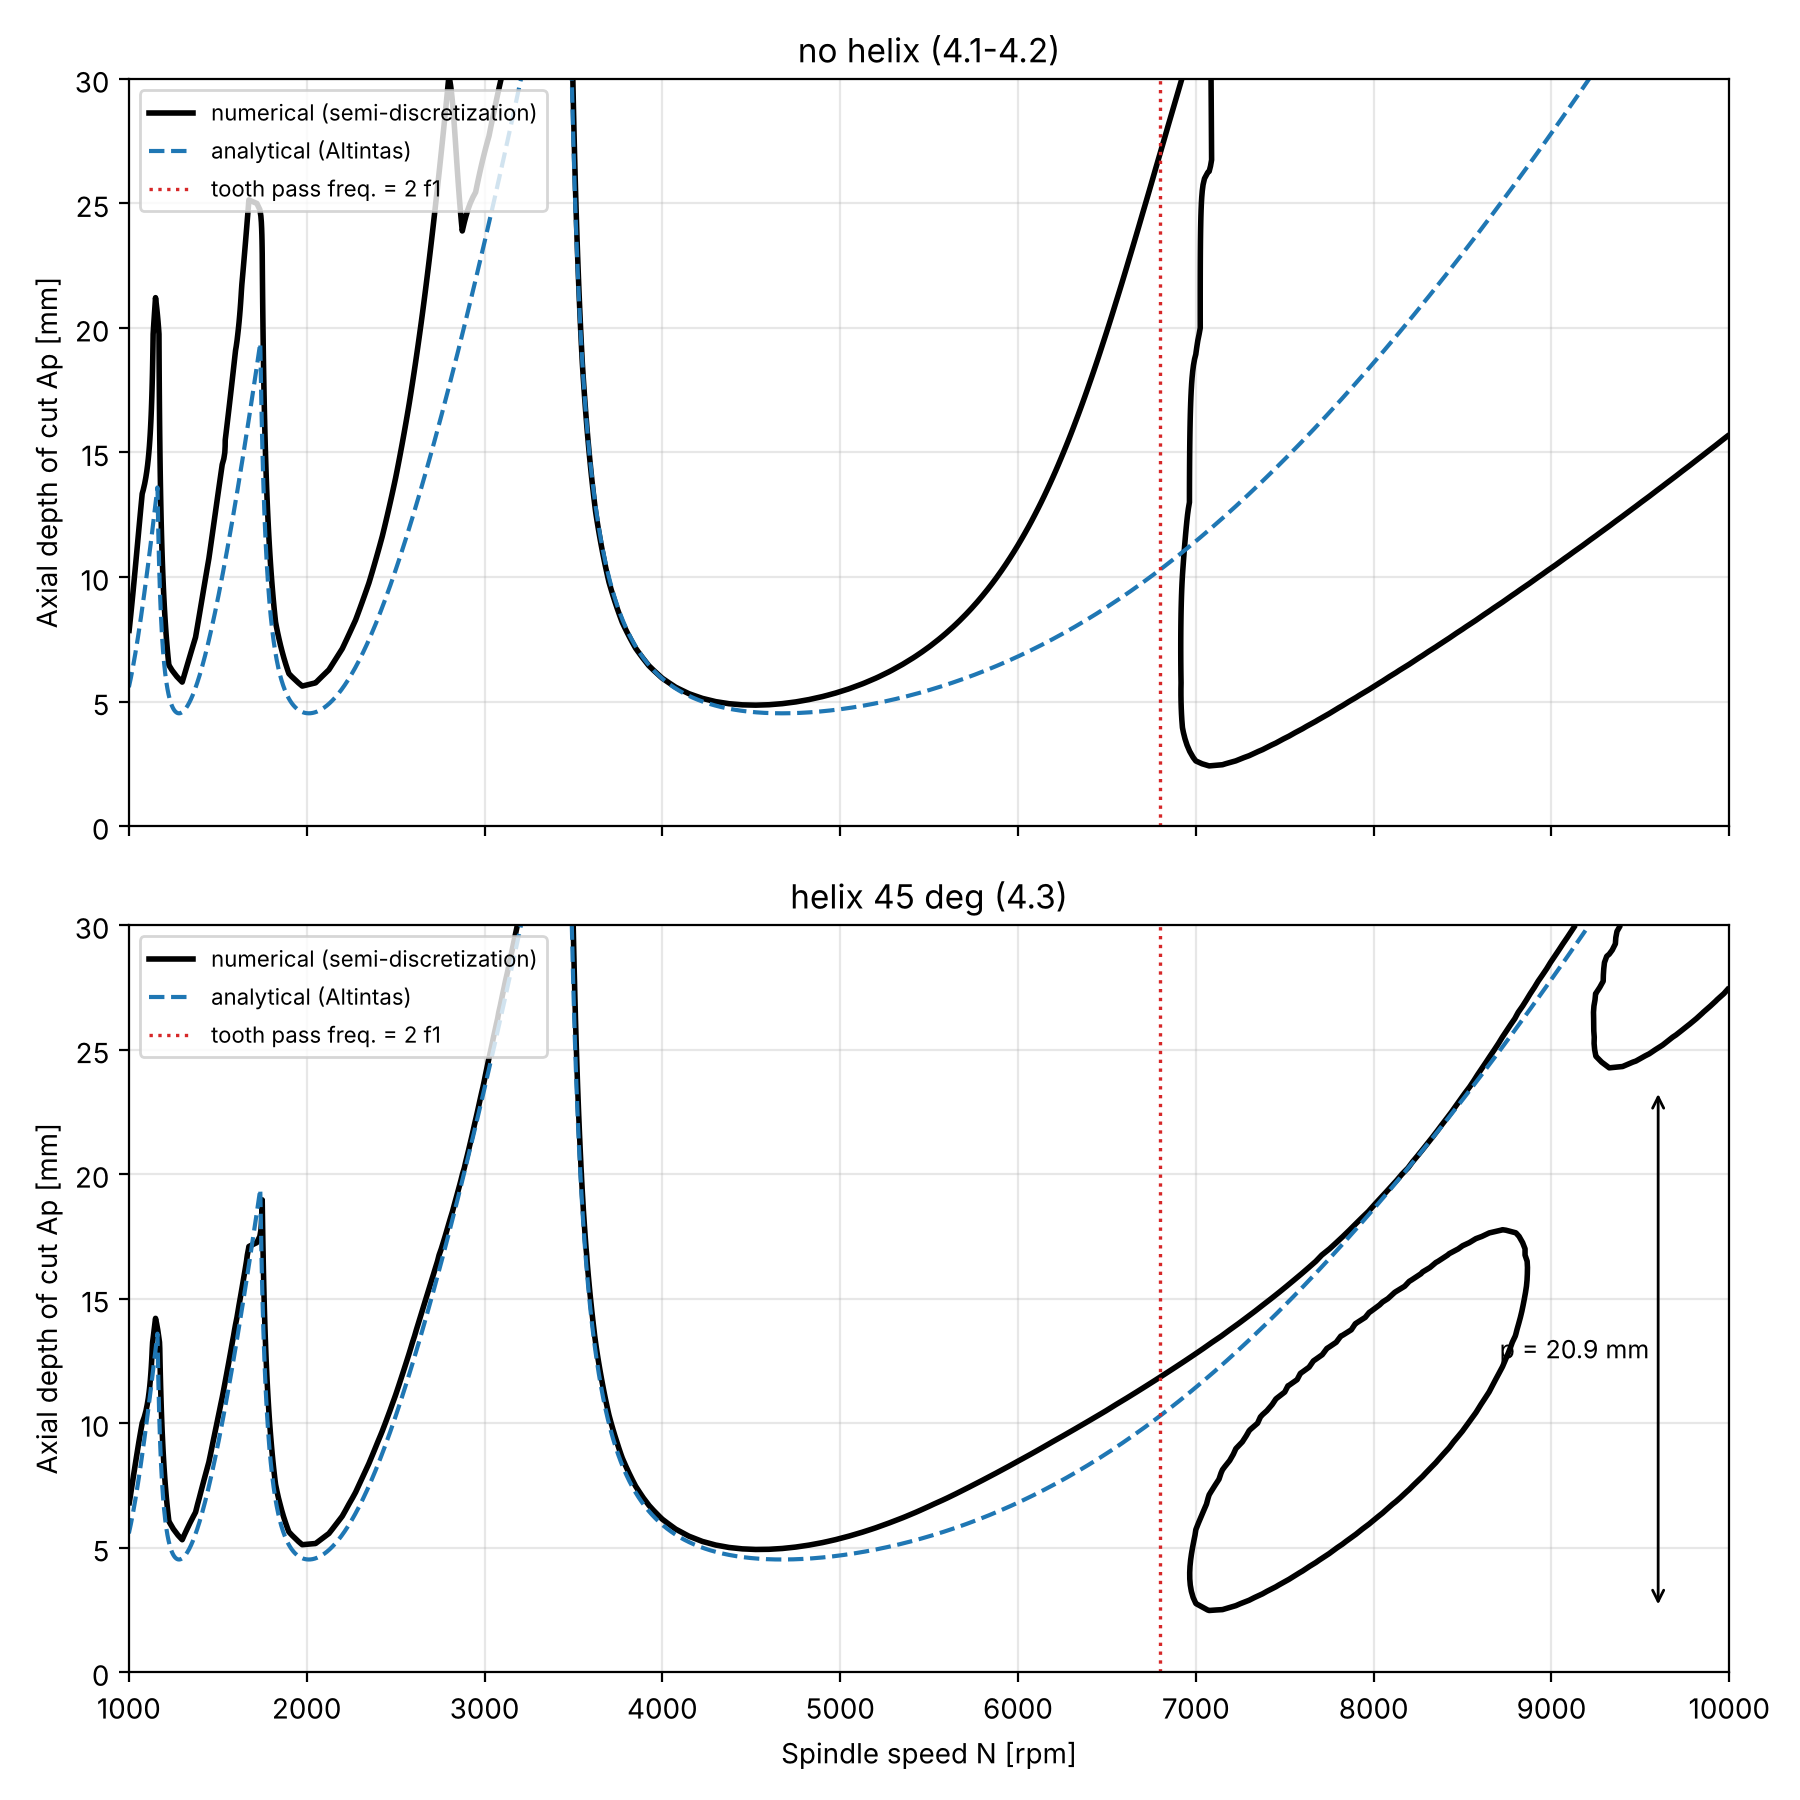 no helix (4.1-4.2)
30
25
20
15
10
5
0
Axial depth of cut Ap [mm]
numerical (semi-discretization)
analytical (Altintas)
tooth pass freq. = 2 f1
helix 45 deg (4.3)
30
25
20
15
10
5
0
Axial depth of cut Ap [mm]
numerical (semi-discretization)
analytical (Altintas)
tooth pass freq. = 2 f1
p = 20.9 mm
1000 2000 3000 4000 5000 6000 7000 8000 9000 10000
Spindle speed N [rpm]